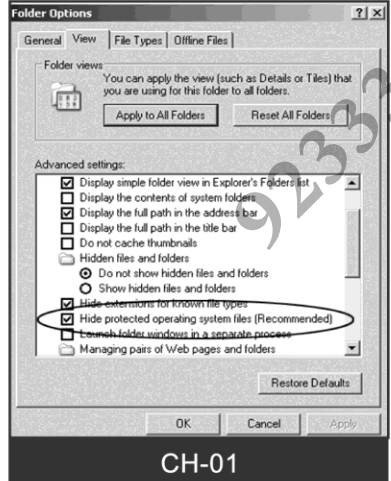 Folder Options
General View File Types Offline Files
Folder views
You can apply the view (such as Details or Tiles) that
you are using for this folder to all folders.
Apply to All Folders Reset All Folders
Advanced settings:
Display simple folder view in Explorer's Folders list
Display the contents of system folders
Display the full path in the address bar
Display the full path in the title bar
Do not cache thumbnails
Hidden files and folders
Do not show hidden files and folders
Show hidden files and folders
Hide extensions for known file types
Hide protected operating system files (Recommended)
Launch folder windows in a separate process
Managing pairs of Web pages and folders
Restore Defaults
OK Cancel Apply
CH-01